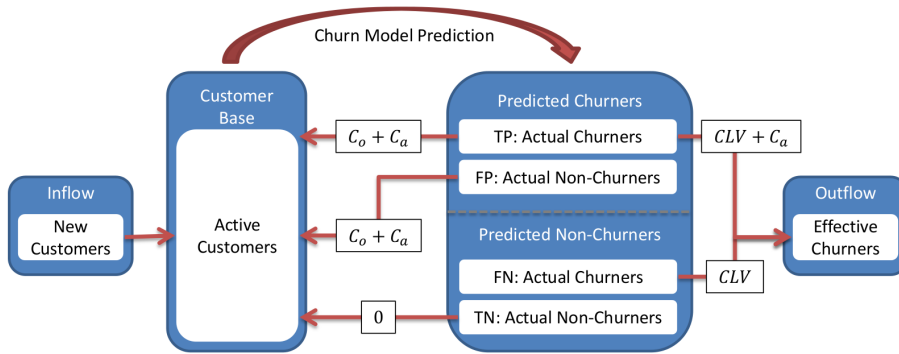 Churn Model Prediction
Customer
Base
Predicted Churners
C_o + C_a
TP: Actual Churners
CLV + C_a
FP: Actual Non-Churners
Inflow
New
Customers
Active
Customers
C_o + C_a
Predicted Non-Churners
FN: Actual Churners
CLV
Outflow
Effective
Churners
0
TN: Actual Non-Churners